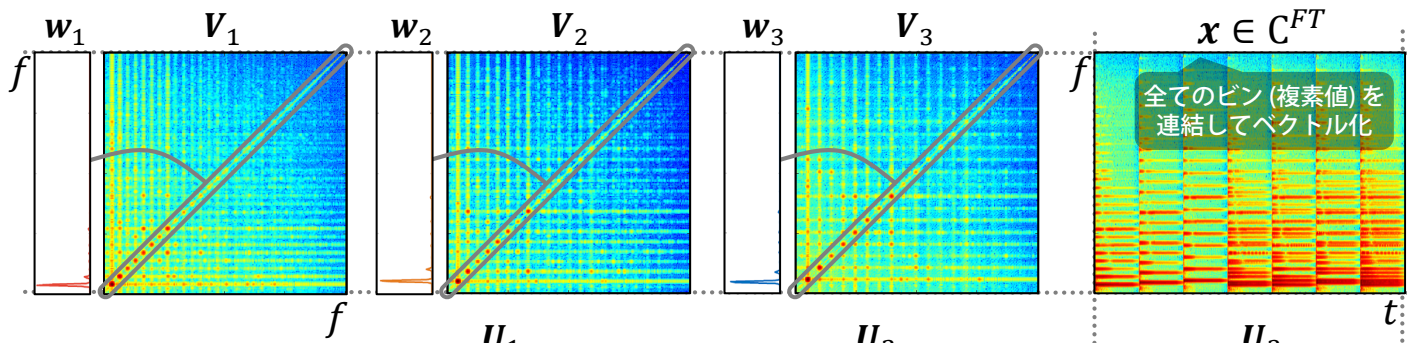 w₁ V₁ w₂ V₂ w₃ V₃ x ∈ ℂ^{FT}
f f
全てのビン (複素値) を
連結してベクトル化
f t